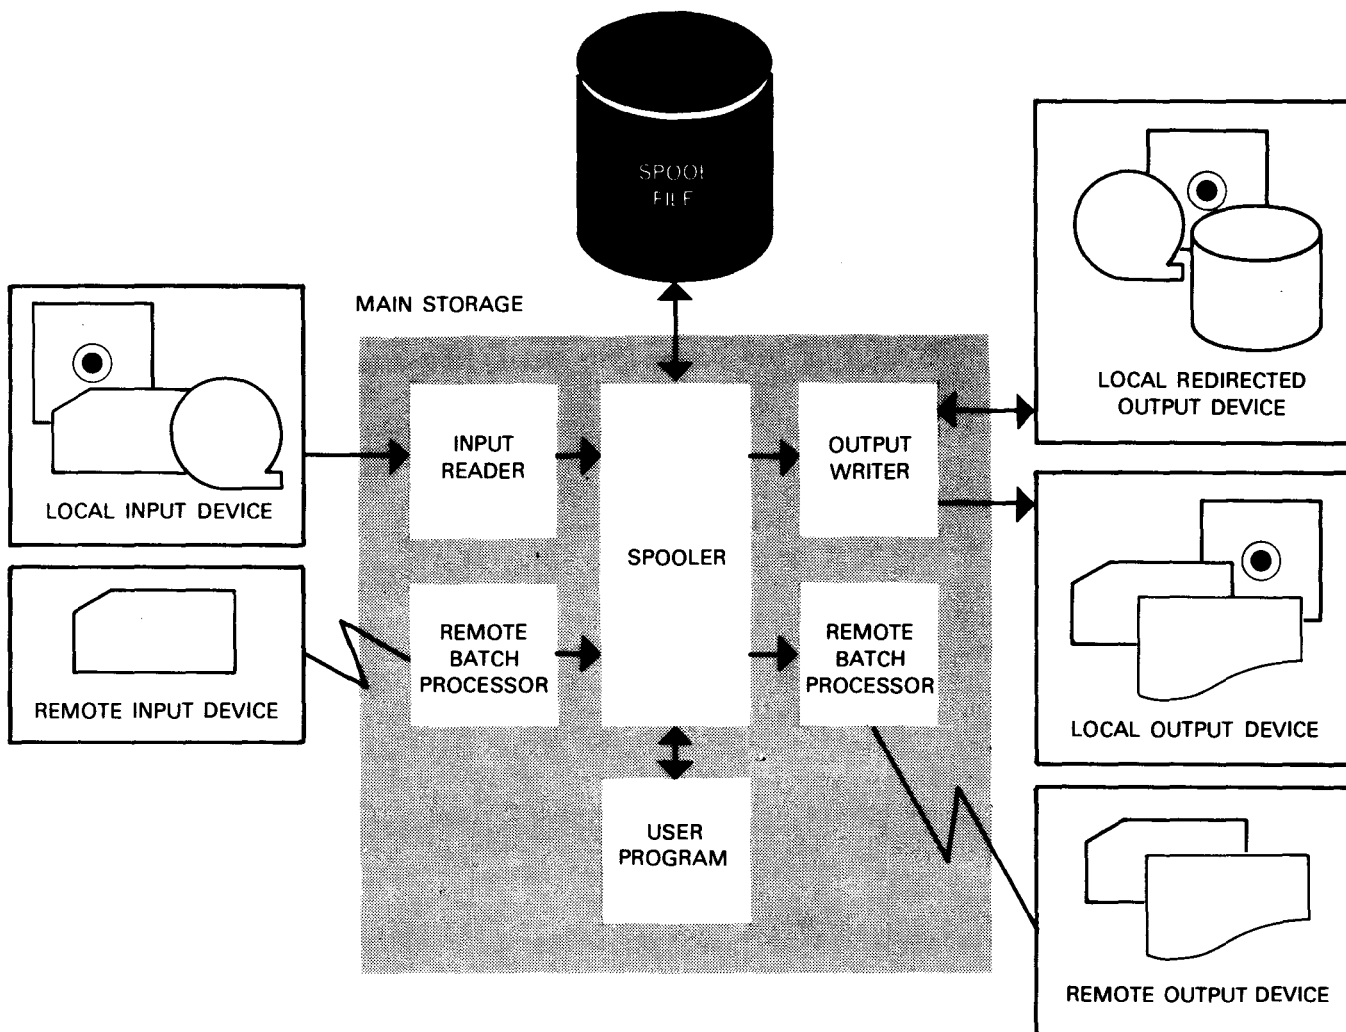 SPOOL
FILE
MAIN STORAGE
LOCAL INPUT DEVICE
REMOTE INPUT DEVICE
INPUT
READER
REMOTE
BATCH
PROCESSOR
SPOOLER
USER
PROGRAM
OUTPUT
WRITER
REMOTE
BATCH
PROCESSOR
LOCAL REDIRECTED
OUTPUT DEVICE
LOCAL OUTPUT DEVICE
REMOTE OUTPUT DEVICE